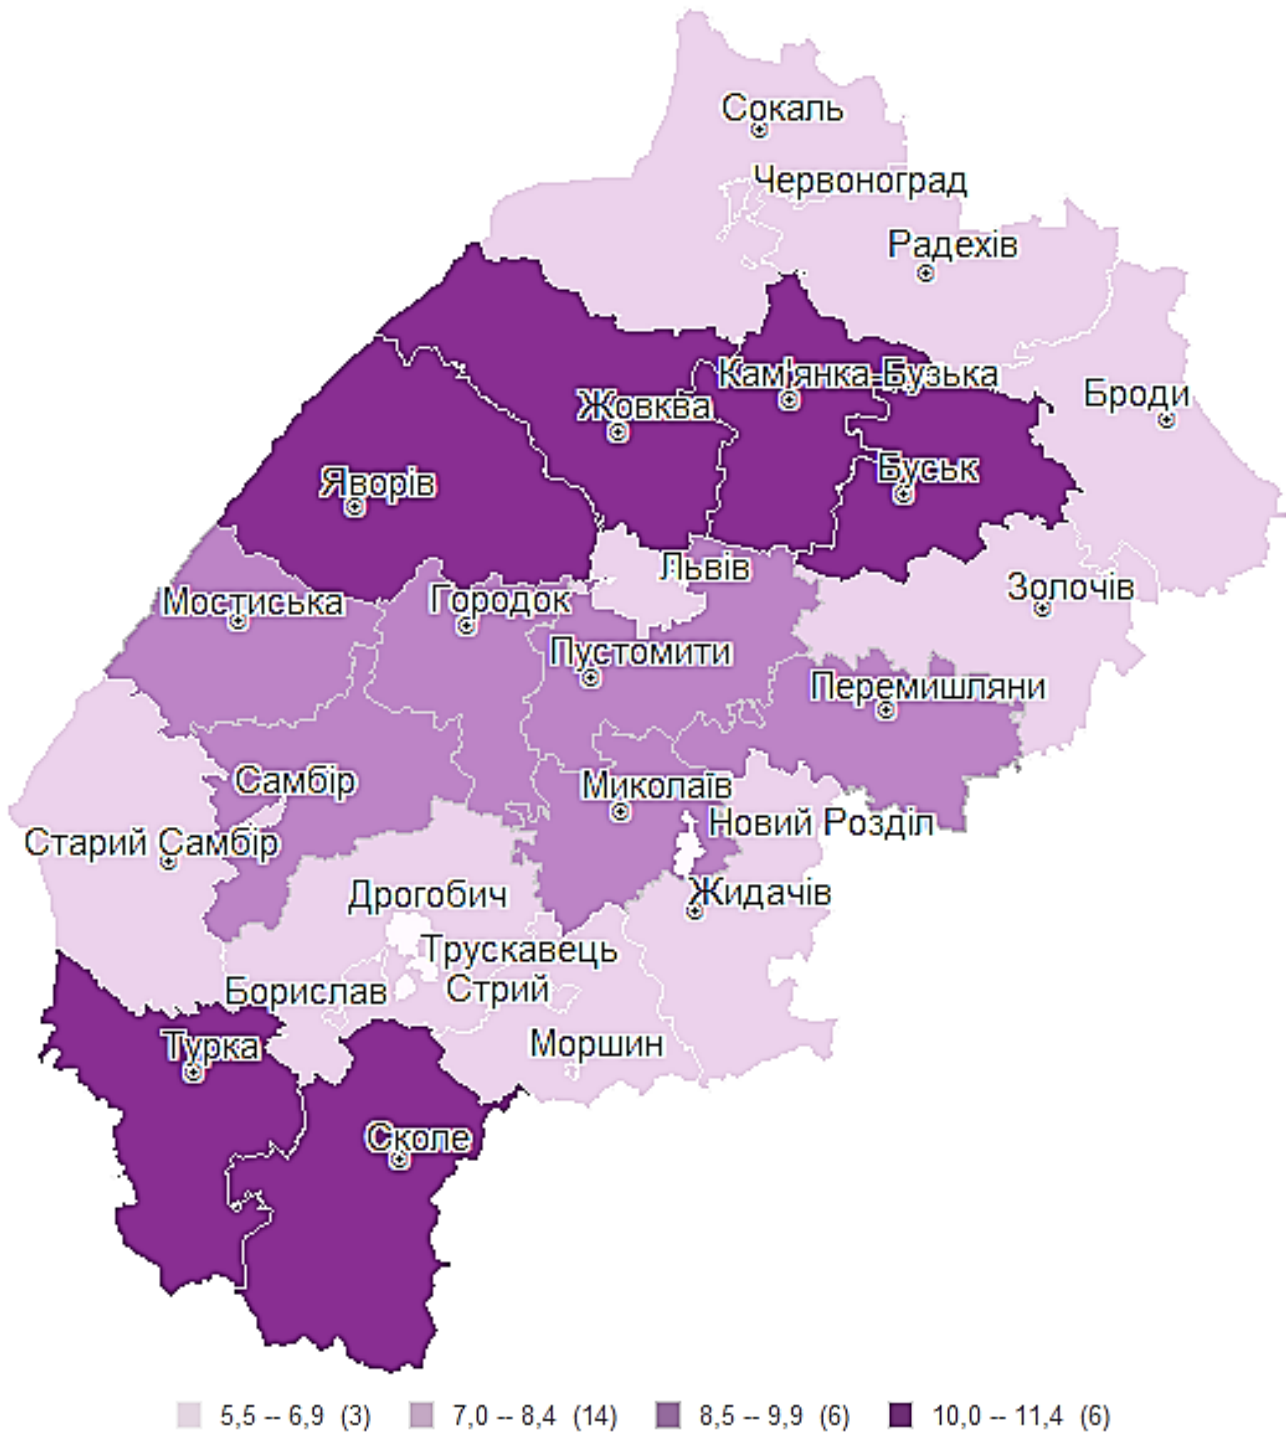 Сокаль
Червоноград
Радехів
Кам'янка-Бузька
Броди
Жовква
Буськ
Яворів
Львів
Золочів
Мостиська
Городок
Пустомити
Перемишляни
Самбір
Миколаїв
Новий Розділ
Старий Самбір
Дрогобич
Жидачів
Трускавець
Борислав
Стрий
Моршин
Турка
Сколе
5,5 -- 6,9 (3) 7,0 -- 8,4 (14) 8,5 -- 9,9 (6) 10,0 -- 11,4 (6)